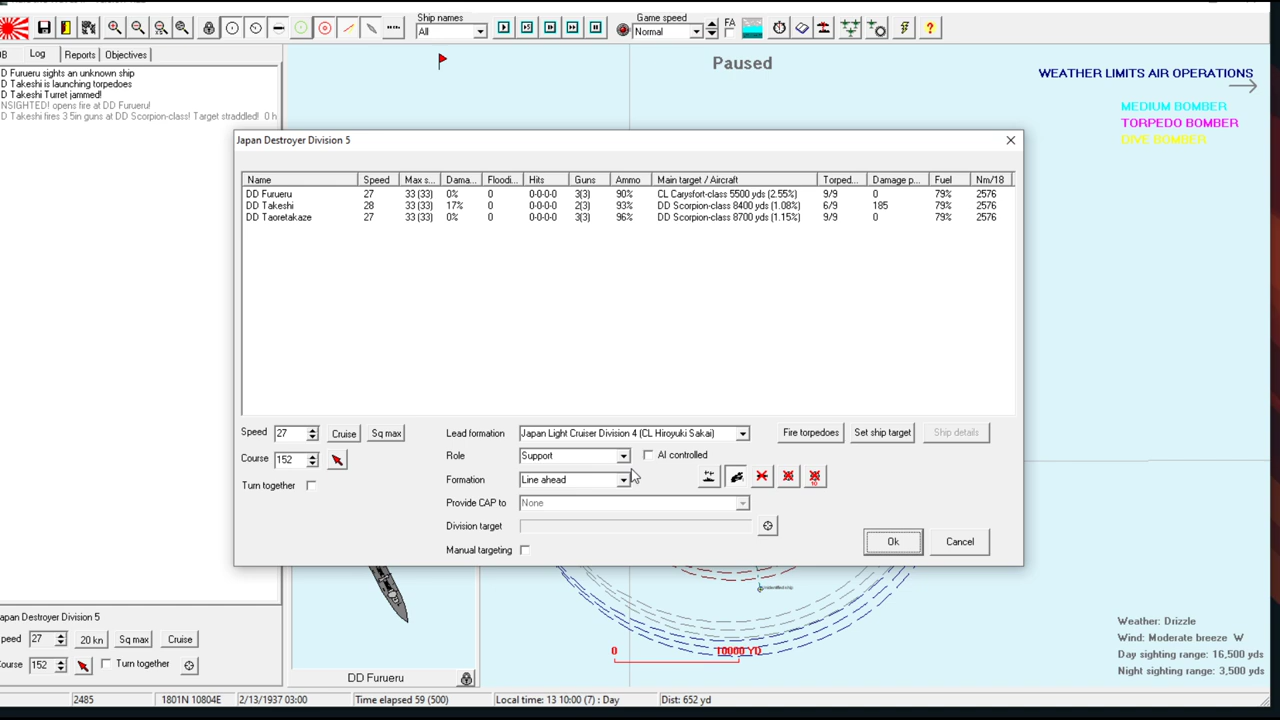 Ship names
All
Game speed
Normal
FA
Log
Reports
Objectives
D Furueru sights an unknown ship
D Takeshi is launching torpedoes
D Takeshi Turret jammed!
NSIGHTED! opens fire at DD Furueru!
D Takeshi fires 3 5in guns at DD Scorpion-class! Target straddled! 0 h
Paused
WEATHER LIMITS AIR OPERATIONS
MEDIUM BOMBER
TORPEDO BOMBER
DIVE BOMBER
Japan Destroyer Division 5
Name Speed Max s... Dama... Floodi... Hits Guns Ammo Main target / Aircraft Torped... Damage p... Fuel Nm/18
DD Furueru 27 33 (33) 0% 0 0-0-0-0 3(3) 90% CL Carysfort-class 5500 yds (2.55%) 9/9 0 79% 2576
DD Takeshi 28 33 (33) 17% 0 0-0-0-0 2(3) 93% DD Scorpion-class 8400 yds (1.08%) 6/9 185 79% 2576
DD Taoretakaze 27 33 (33) 0% 0 0-0-0-0 3(3) 96% DD Scorpion-class 8700 yds (1.15%) 9/9 0 79% 2576
Speed 27 Cruise Sq max
Course 152
Turn together
Lead formation Japan Light Cruiser Division 4 (CL Hiroyuki Sakai)
Role Support AI controlled
Formation Line ahead
Provide CAP to None
Division target
Manual targeting
Fire torpedoes Set ship target Ship details
10
Ok Cancel
apan Destroyer Division 5
peed 27 20 kn Sq max Cruise
Course 152 Turn together
DD Furueru
0 10000 YD
Weather: Drizzle
Wind: Moderate breeze W
Day sighting range: 16,500 yds
Night sighting range: 3,500 yds
2485 1801N 10804E 2/13/1937 03:00 Time elapsed 59 (500) Local time: 13 10:00 (7) : Day Dist: 652 yd